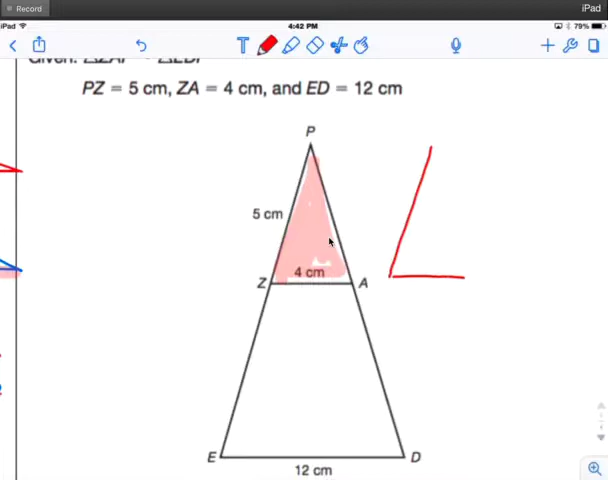 Record
iPad
iPad 4:42 PM 79%
T
Given:
PZ = 5 cm, ZA = 4 cm, and ED = 12 cm
P
5 cm
4 cm
Z A
E D
12 cm